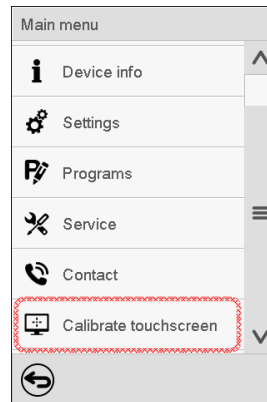 Main menu
Device info
Settings
Programs
Service
Contact
Calibrate touchscreen